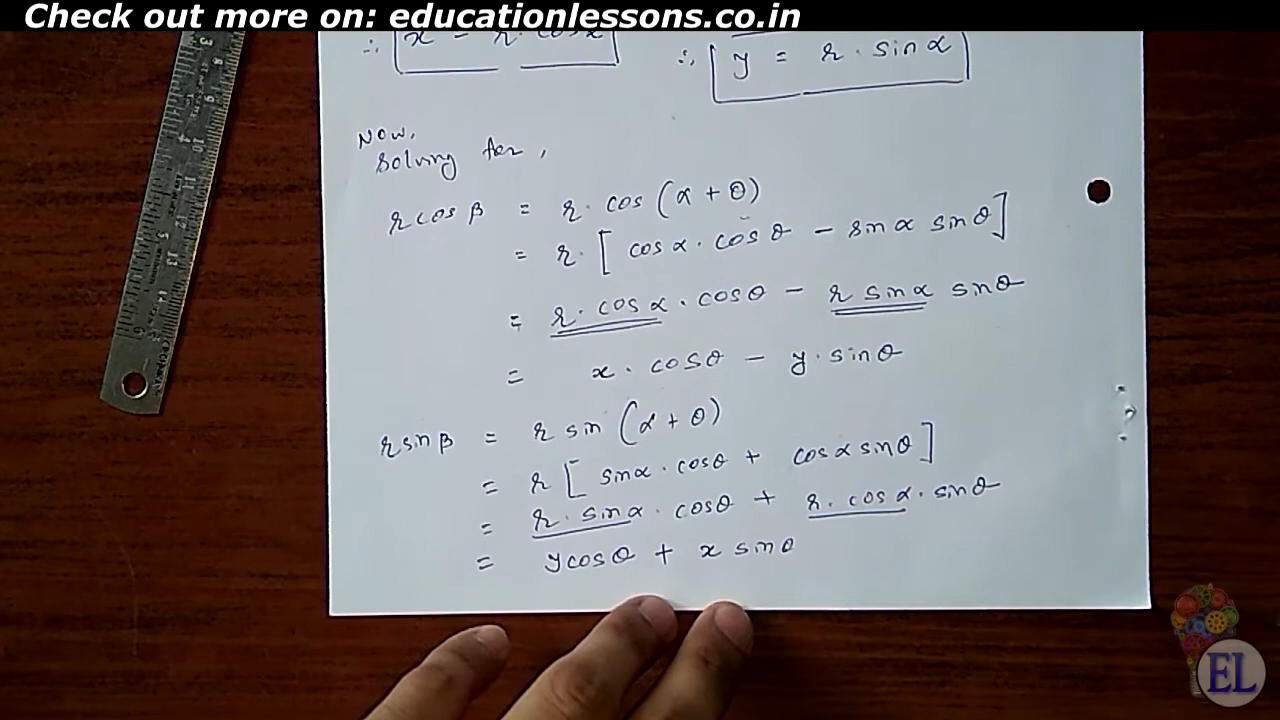 Check out more on: educationlessons.co.in
∴ x = r · cos α ∴ y = r · sin α
Now,
Solving for,
r cos β = r · cos (α + θ)
= r · [ cos α · cos θ − sin α sin θ ]
= r · cos α · cos θ − r sin α sin θ
= x · cos θ − y · sin θ
r sin β = r sin (α + θ)
= r [ sin α · cos θ + cos α sin θ ]
= r · sin α · cos θ + r · cos α · sin θ
= y cos θ + x sin θ
EL